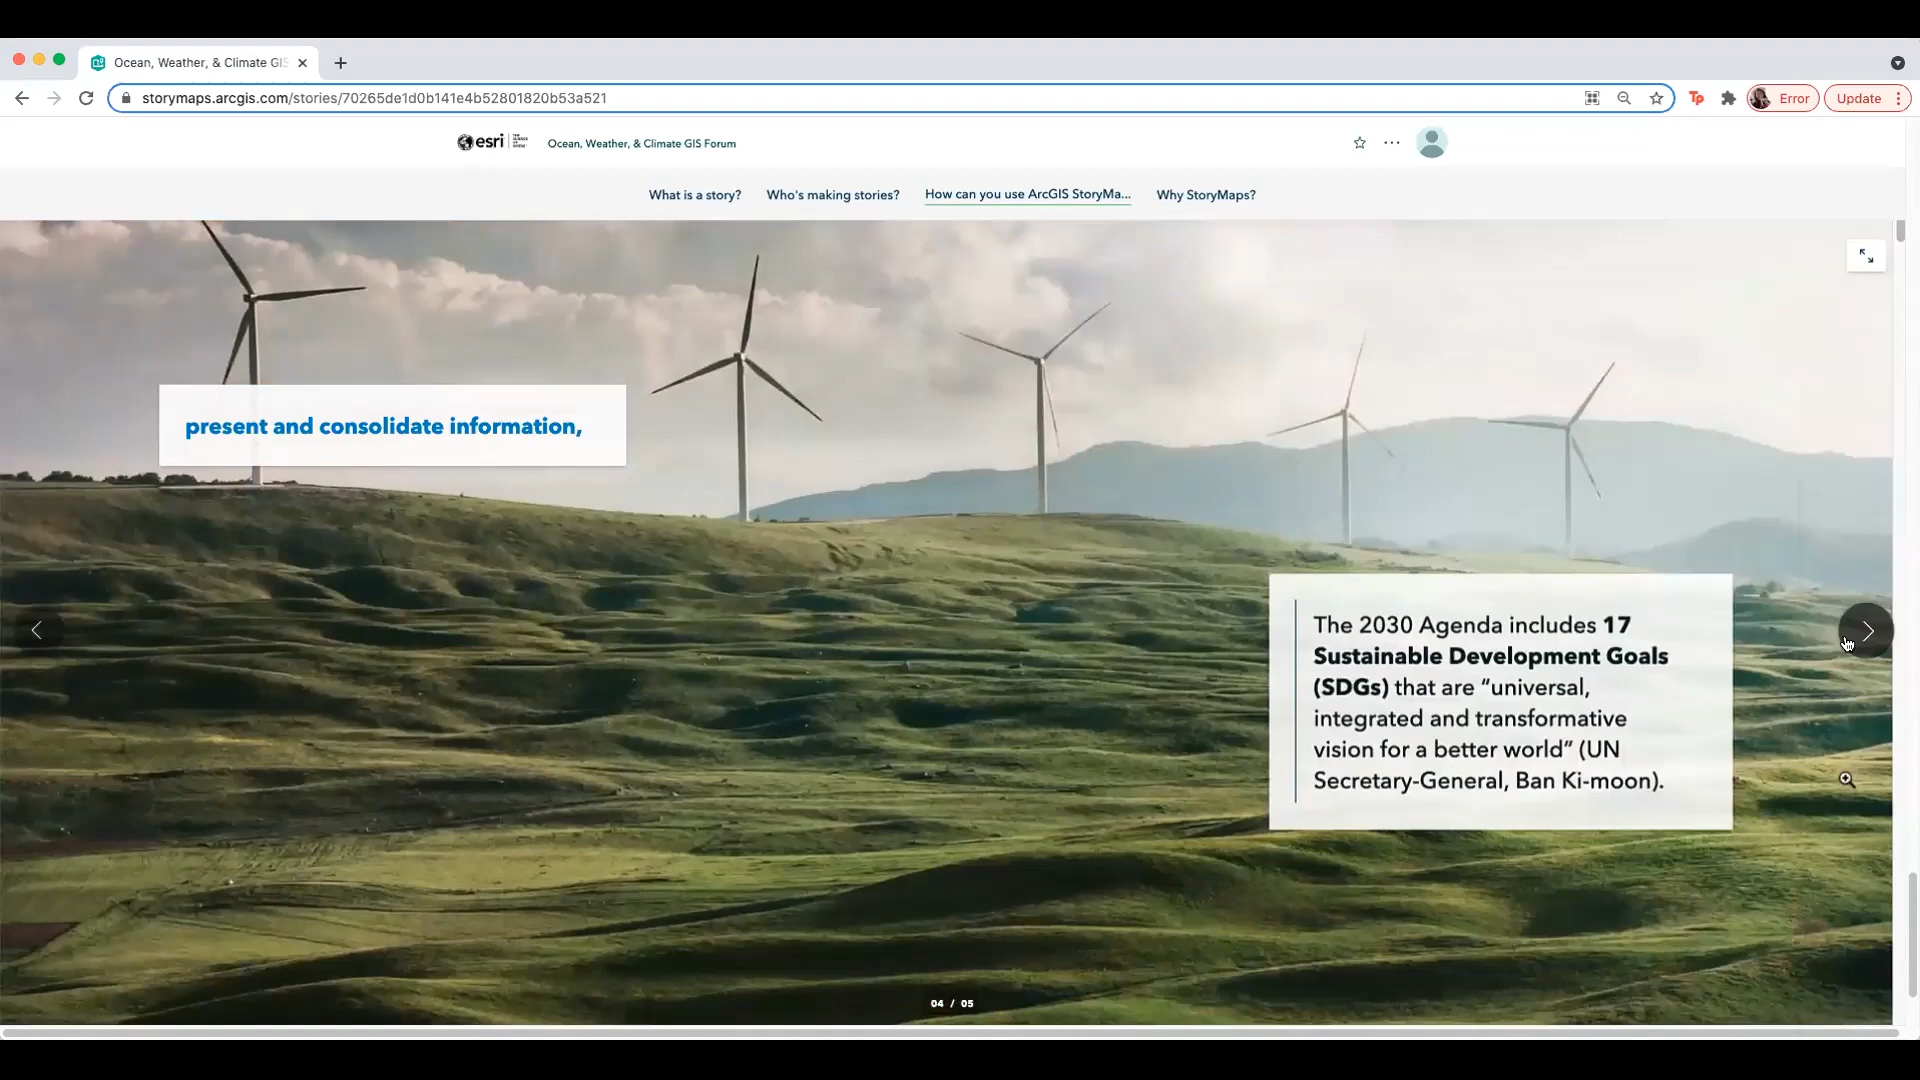 Ocean, Weather, & Climate GIS
storymaps.arcgis.com/stories/70265de1d0b141e4b52801820b53a521
Tp
Error
Update
esri
Ocean, Weather, & Climate GIS Forum
What is a story?
Who's making stories?
How can you use ArcGIS StoryMa...
Why StoryMaps?
present and consolidate information,
The 2030 Agenda includes 17
Sustainable Development Goals
(SDGs) that are “universal,
integrated and transformative
vision for a better world” (UN
Secretary-General, Ban Ki-moon).
04 / 05